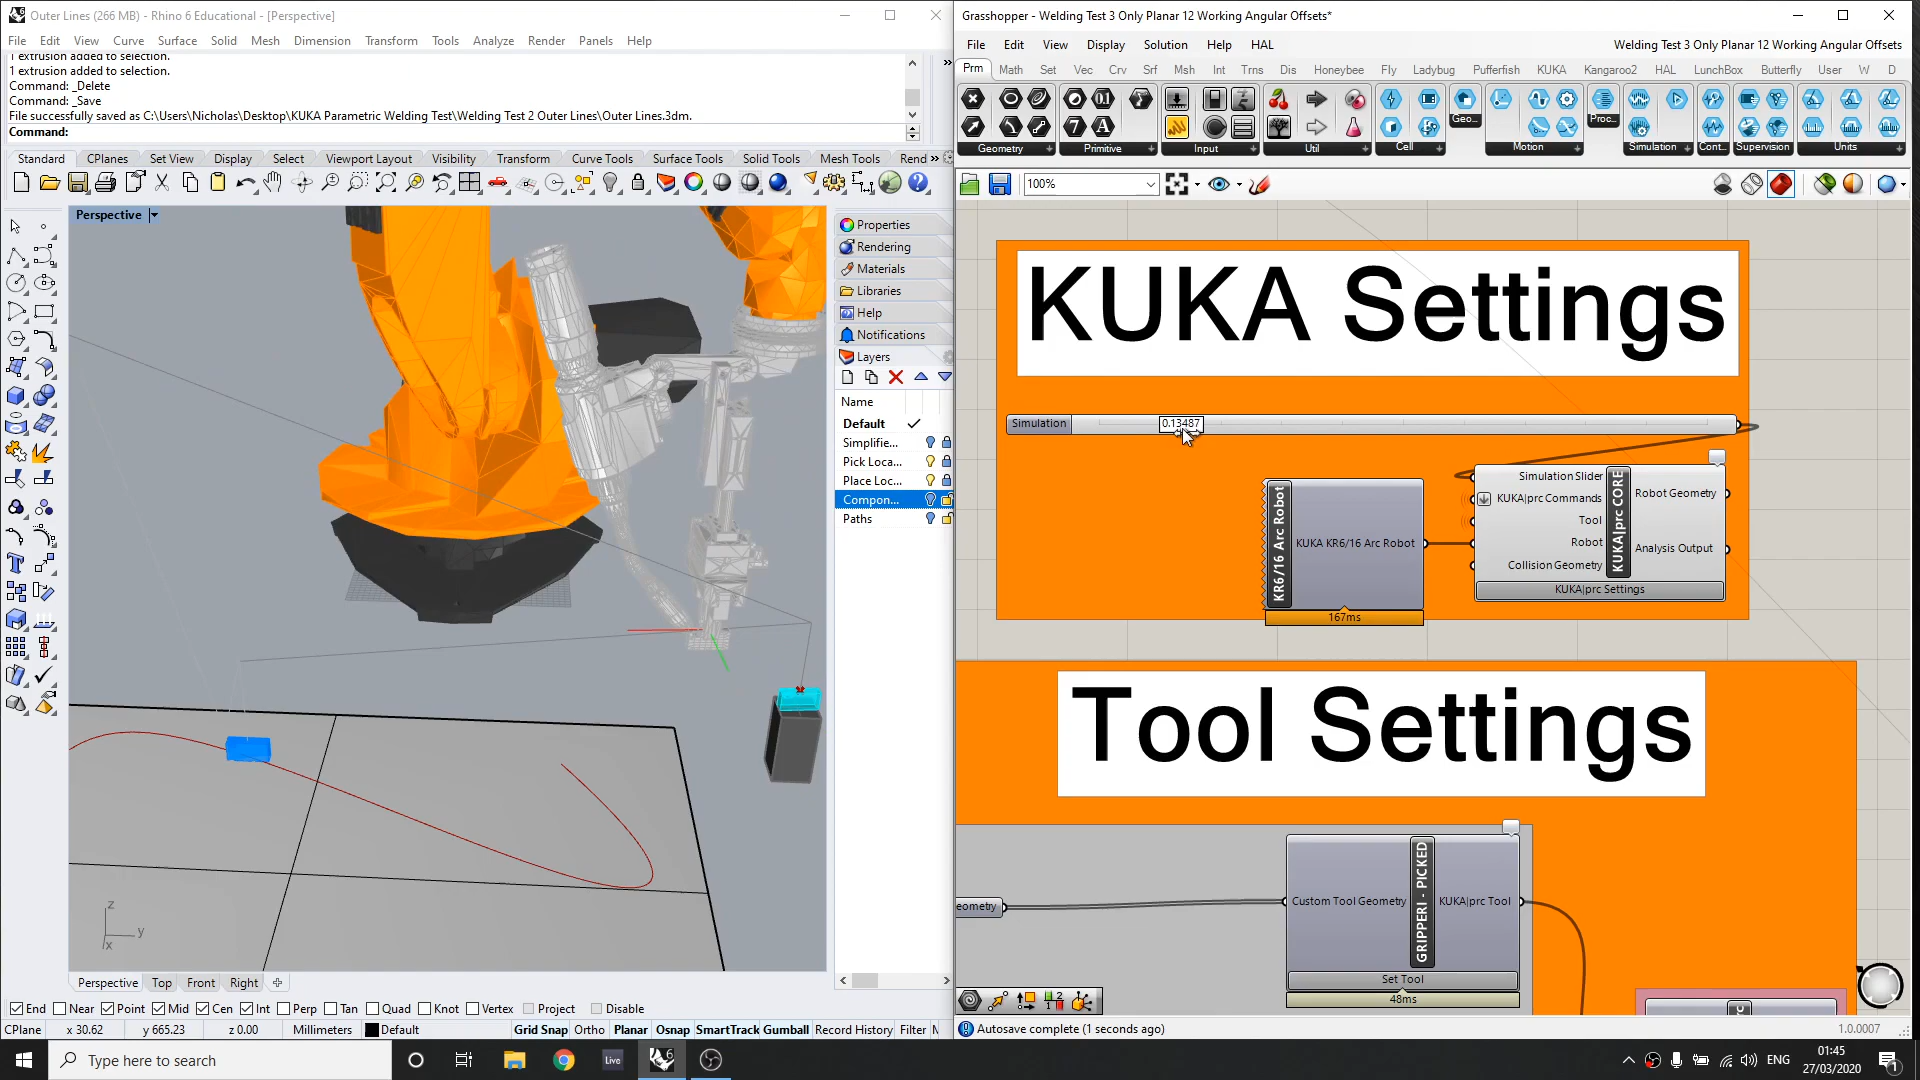 Outer Lines (266 MB) - Rhino 6 Educational - [Perspective]
File Edit View Curve Surface Solid Mesh Dimension Transform Tools Analyze Render Panels Help
1 extrusion added to selection.
1 extrusion added to selection.
Command: _Delete
Command: _Save
File successfully saved as C:\Users\Nicholas\Desktop\KUKA Parametric Welding Test\Welding Test 2 Outer Lines\Outer Lines.3dm.
Command:
Standard CPlanes Set View Display Select Viewport Layout Visibility Transform Curve Tools Surface Tools Solid Tools Mesh Tools Rend »
Perspective
Properties
Rendering
Materials
Libraries
Help
Notifications
Layers
Name
Default
Simplifie...
Pick Loca...
Place Loc...
Compon...
Paths
z
y
x
Perspective Top Front Right
End Near Point Mid Cen Int Perp Tan Quad Knot Vertex Project Disable
CPlane x 30.62 y 665.23 z 0.00 Millimeters Default Grid Snap Ortho Planar Osnap SmartTrack Gumball Record History Filter
Grasshopper - Welding Test 3 Only Planar 12 Working Angular Offsets*
File Edit View Display Solution Help HAL
Welding Test 3 Only Planar 12 Working Angular Offsets
Prm Math Set Vec Crv Srf Msh Int Trns Dis Honeybee Fly Ladybug Pufferfish KUKA Kangaroo2 HAL LunchBox Butterfly User W D
Geo... Proc...
Geometry Primitive Input Util Cell Motion Simulation Cont... Supervision Units
100%
KUKA Settings
Simulation
0.13487
KR6/16 Arc Robot
KUKA KR6/16 Arc Robot
167ms
Simulation Slider
KUKA|prc Commands
Tool
Robot
Collision Geometry
KUKA|prc CORE
Robot Geometry
Analysis Output
KUKA|prc Settings
Tool Settings
eometry
Custom Tool Geometry
GRIPPERI - PICKED
KUKA|prc Tool
Set Tool
48ms
Autosave complete (1 seconds ago)
1.0.0007
Type here to search
Live
ENG
01:45
27/03/2020
1